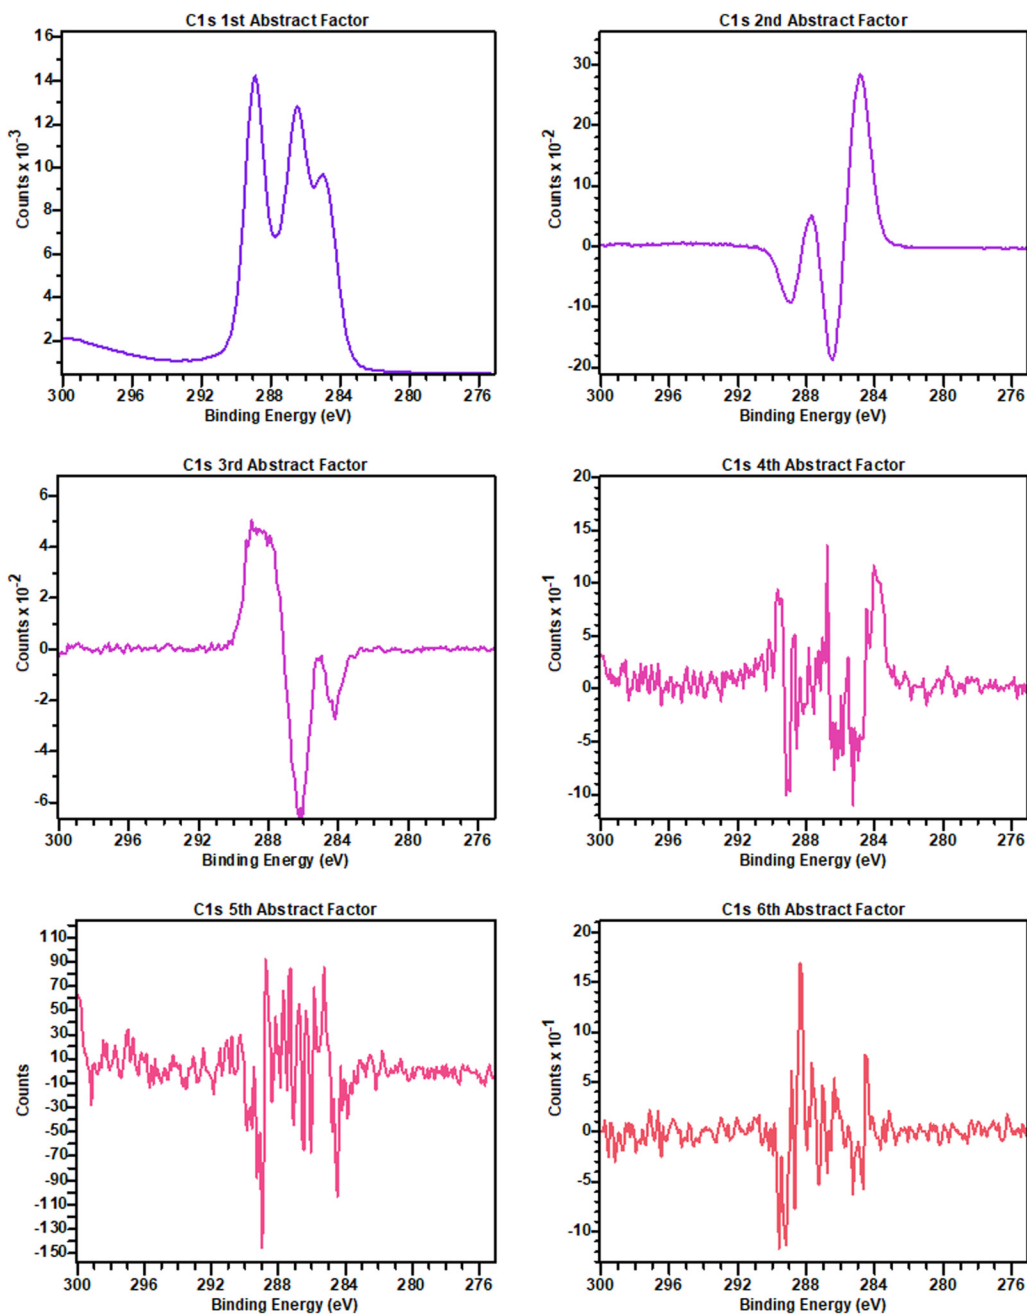 C1s 1st Abstract Factor
16
14
12
10
8
6
4
2
Counts x 10-3
300 296 292 288 284 280 276
Binding Energy (eV)
C1s 2nd Abstract Factor
30
20
10
0
-10
-20
Counts x 10-2
300 296 292 288 284 280 276
Binding Energy (eV)
C1s 3rd Abstract Factor
6
4
2
0
-2
-4
-6
Counts x 10-2
300 296 292 288 284 280 276
Binding Energy (eV)
C1s 4th Abstract Factor
20
15
10
5
0
-5
-10
Counts x 10-1
300 296 292 288 284 280 276
Binding Energy (eV)
C1s 5th Abstract Factor
110
90
70
50
30
10
-10
-30
-50
-70
-90
-110
-130
-150
Counts
300 296 292 288 284 280 276
Binding Energy (eV)
C1s 6th Abstract Factor
20
15
10
5
0
-5
-10
Counts x 10-1
300 296 292 288 284 280 276
Binding Energy (eV)